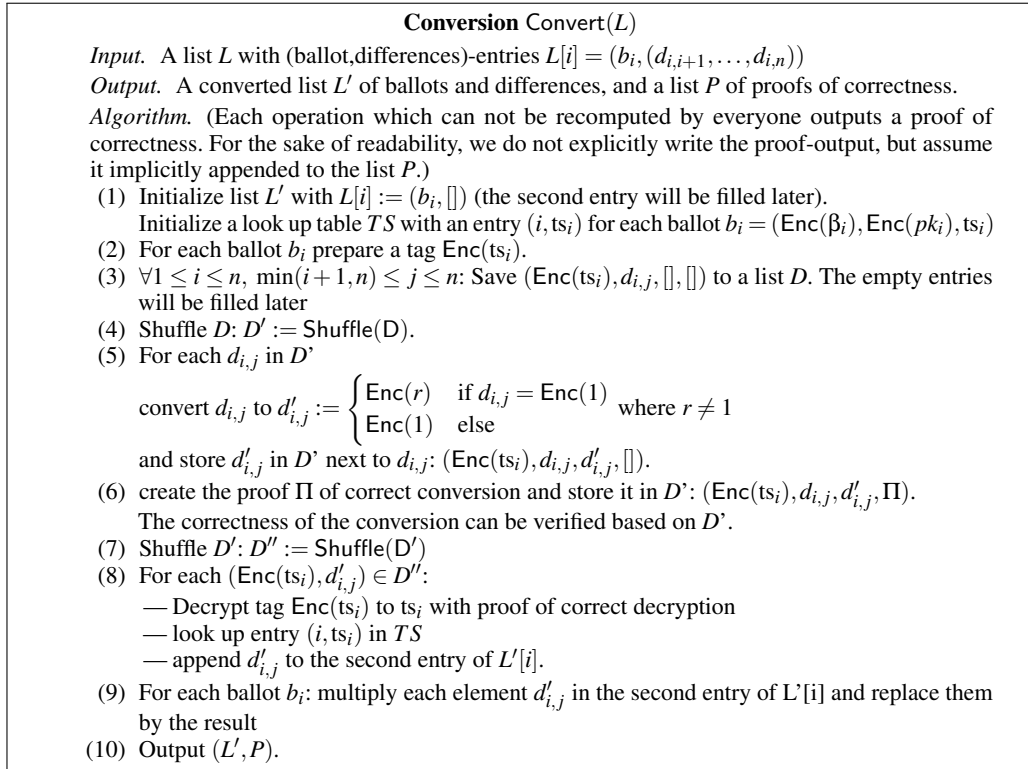 Conversion Convert(L)
Input. A list L with (ballot,differences)-entries L[i] = (b_i, (d_{i,i+1}, …, d_{i,n}))
Output. A converted list L′ of ballots and differences, and a list P of proofs of correctness.
Algorithm. (Each operation which can not be recomputed by everyone outputs a proof of
correctness. For the sake of readability, we do not explicitly write the proof-output, but assume
it implicitly appended to the list P.)
(1) Initialize list L′ with L[i] := (b_i, []) (the second entry will be filled later).
Initialize a look up table TS with an entry (i, ts_i) for each ballot b_i = (Enc(β_i), Enc(pk_i), ts_i)
(2) For each ballot b_i prepare a tag Enc(ts_i).
(3) ∀1 ≤ i ≤ n, min(i+1, n) ≤ j ≤ n: Save (Enc(ts_i), d_{i,j}, [], []) to a list D. The empty entries
will be filled later
(4) Shuffle D: D′ := Shuffle(D).
(5) For each d_{i,j} in D’
convert d_{i,j} to d′_{i,j} := { Enc(r) if d_{i,j} = Enc(1) where r ≠ 1
Enc(1) else
and store d′_{i,j} in D’ next to d_{i,j}: (Enc(ts_i), d_{i,j}, d′_{i,j}, []).
(6) create the proof Π of correct conversion and store it in D’: (Enc(ts_i), d_{i,j}, d′_{i,j}, Π).
The correctness of the conversion can be verified based on D’.
(7) Shuffle D′: D′′ := Shuffle(D′)
(8) For each (Enc(ts_i), d′_{i,j}) ∈ D′′:
— Decrypt tag Enc(ts_i) to ts_i with proof of correct decryption
— look up entry (i, ts_i) in TS
— append d′_{i,j} to the second entry of L′[i].
(9) For each ballot b_i: multiply each element d′_{i,j} in the second entry of L’[i] and replace them
by the result
(10) Output (L′, P).